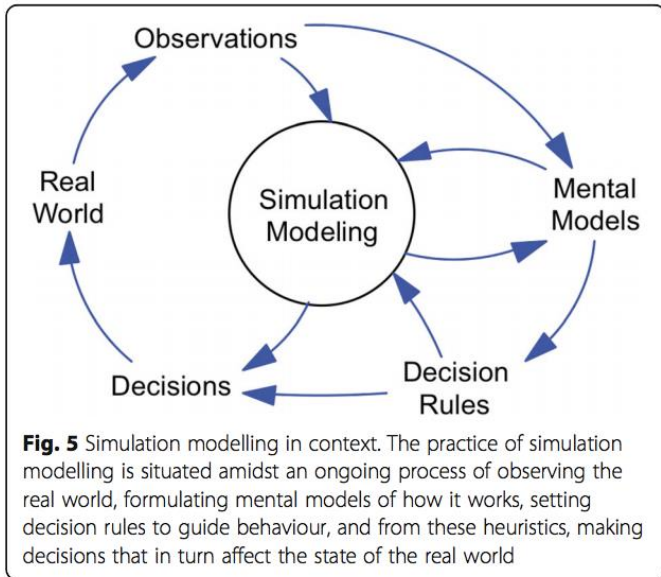 Observations
Real
World
Simulation
Modeling
Mental
Models
Decisions
Decision
Rules
Fig. 5 Simulation modelling in context. The practice of simulation
modelling is situated amidst an ongoing process of observing the
real world, formulating mental models of how it works, setting
decision rules to guide behaviour, and from these heuristics, making
decisions that in turn affect the state of the real world